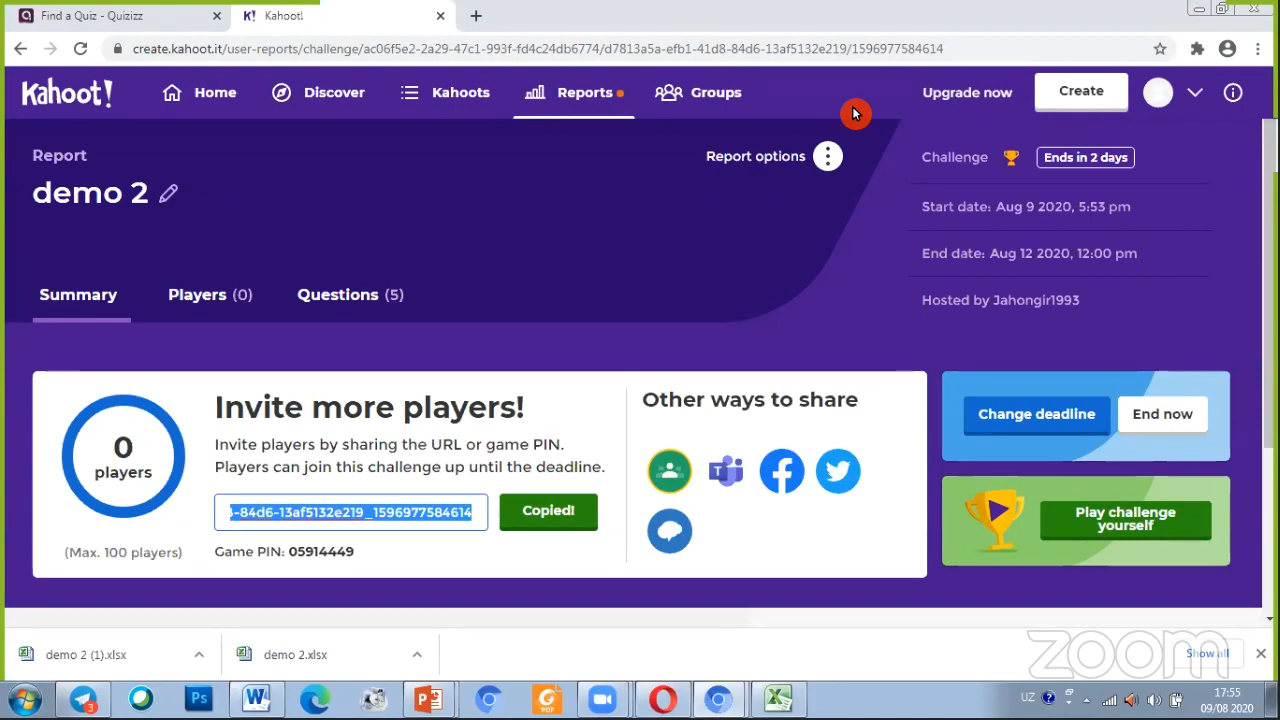 Find a Quiz - Quizizz
K! Kahoot!
create.kahoot.it/user-reports/challenge/ac06f5e2-2a29-47c1-993f-fd4c24db6774/d7813a5a-efb1-41d8-84d6-13af5132e219/1596977584614
Kahoot!
Home
Discover
Kahoots
Reports
Groups
Upgrade now
Create
Report
Report options
Challenge
Ends in 2 days
demo 2
Start date: Aug 9 2020, 5:53 pm
End date: Aug 12 2020, 12:00 pm
Summary
Players (0)
Questions (5)
Hosted by Jahongir1993
Invite more players!
Other ways to share
0
players
Invite players by sharing the URL or game PIN.
Players can join this challenge up until the deadline.
Change deadline
End now
-84d6-13af5132e219_1596977584614
Copied!
(Max. 100 players)
Game PIN: 05914449
Play challenge
yourself
demo 2 (1).xlsx
demo 2.xlsx
Show all
zoom
3
Ps
PDF
UZ
17:55
09/08/2020